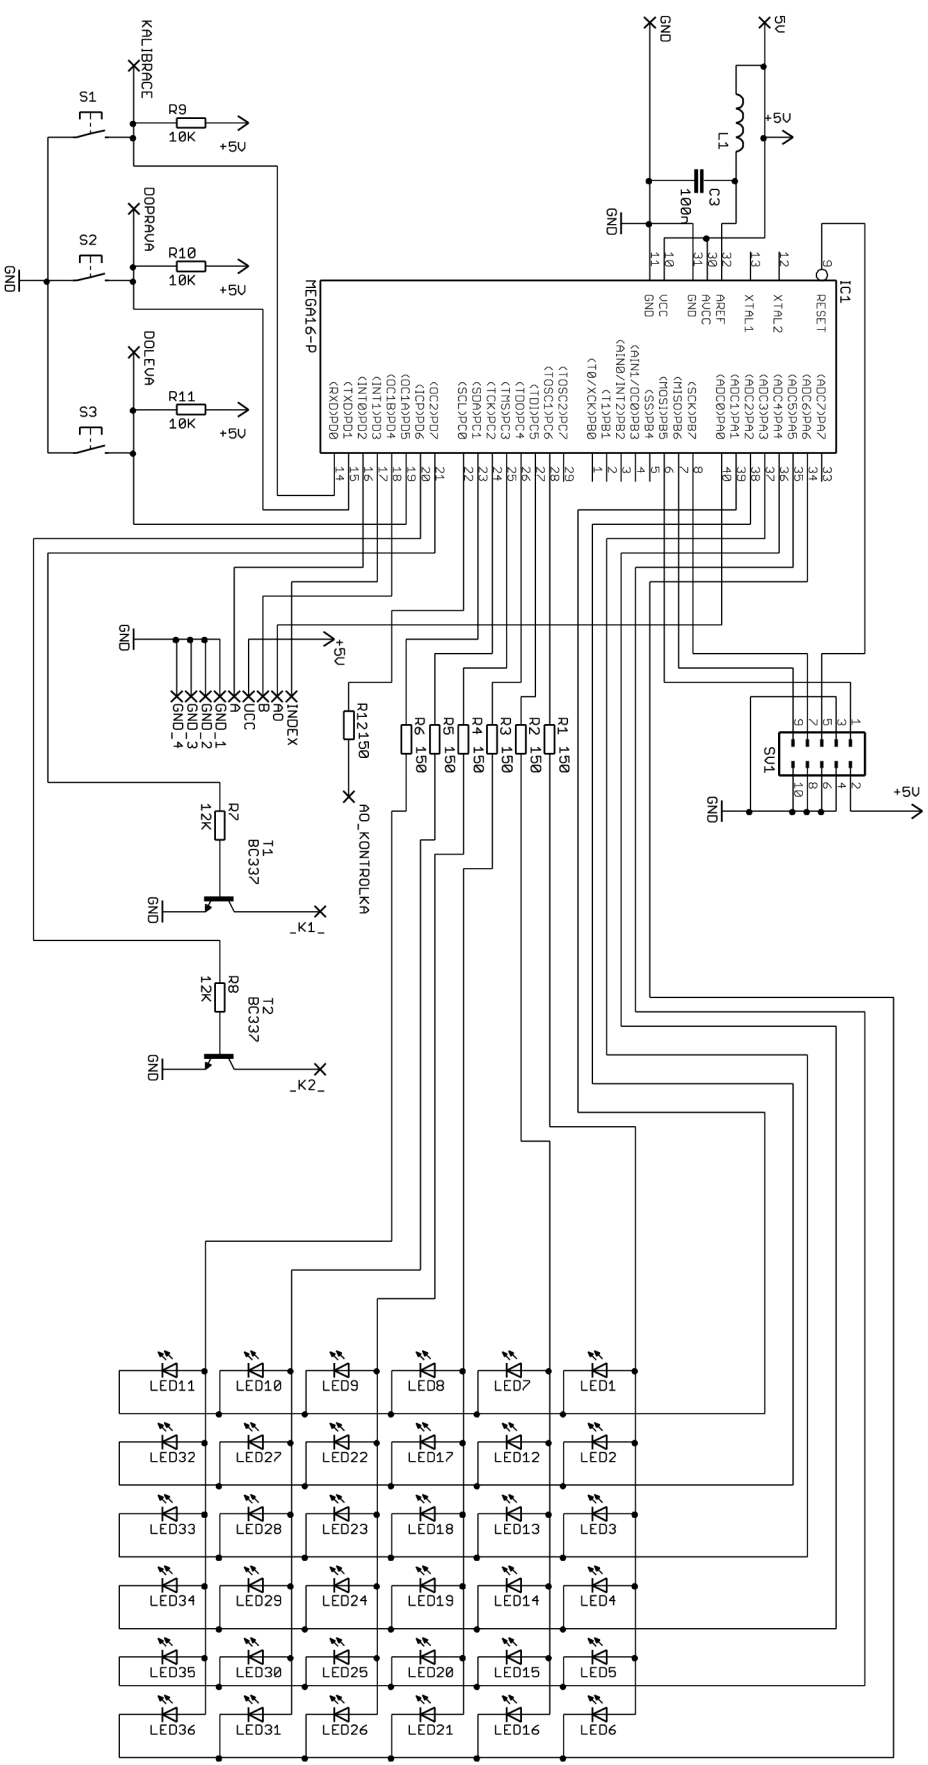 KALIBRACE
S1
R9
10K
+5V
DOPRAVA
S2
R10
10K
+5V
GND
DOLEVA
S3
R11
10K
+5V
GND
5V
+5V
L1
C3
100n
GND
IC1
MEGA16-P
9
RESET
12
XTAL2
13
XTAL1
32
AREF
30
AVCC
31
GND
10
VCC
11
GND
(ADC7)PA7
33
(ADC6)PA6
34
(ADC5)PA5
35
(ADC4)PA4
36
(ADC3)PA3
37
(ADC2)PA2
38
(ADC1)PA1
39
(ADC0)PA0
40
(SCK)PB7
8
(MISO)PB6
7
(MOSI)PB5
6
(SS)PB4
5
(AIN1/OC0)PB3
4
(AIN0/INT2)PB2
3
(T1)PB1
2
(T0/XCK)PB0
1
(TOSC2)PC7
29
(TOSC1)PC6
28
(TDI)PC5
27
(TDO)PC4
26
(TMS)PC3
25
(TCK)PC2
24
(SDA)PC1
23
(SCL)PC0
22
(OC2)PD7
21
(ICP)PD6
20
(OC1A)PD5
19
(OC1B)PD4
18
(INT1)PD3
17
(INT0)PD2
16
(TXD)PD1
15
(RXD)PD0
14
GND
+5V
INDEX
AO
B
VCC
A
GND_1
GND_2
GND_3
GND_4
R12 150
AO_KONTROLKA
R6 150
R5 150
R4 150
R3 150
R2 150
R1 150
SV1
1
3
5
7
9
2
4
6
8
10
+5V
GND
R7
12K
T1
BC337
GND
_K1_
R8
12K
T2
BC337
GND
_K2_
LED11
LED10
LED9
LED8
LED7
LED1
LED32
LED27
LED22
LED17
LED12
LED2
LED33
LED28
LED23
LED18
LED13
LED3
LED34
LED29
LED24
LED19
LED14
LED4
LED35
LED30
LED25
LED20
LED15
LED5
LED36
LED31
LED26
LED21
LED16
LED6